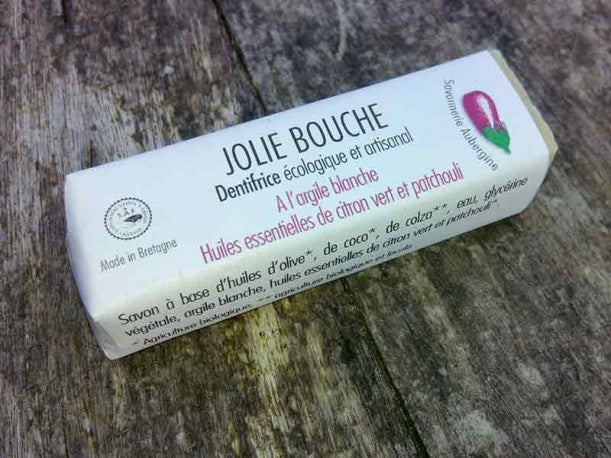 JOLIE BOUCHE
Dentifrice écologique et artisanal
A l'argile blanche
Huiles essentielles de citron vert et patchouli
Savonnerie Aubergine
Made in Bretagne
Savon à base d'huiles d'olive*, de coco*, de colza**, eau, glycérine
végétale, argile blanche, huiles essentielles de citron vert et patchouli*.
* Agriculture biologique, ** agriculture biologique et locale.